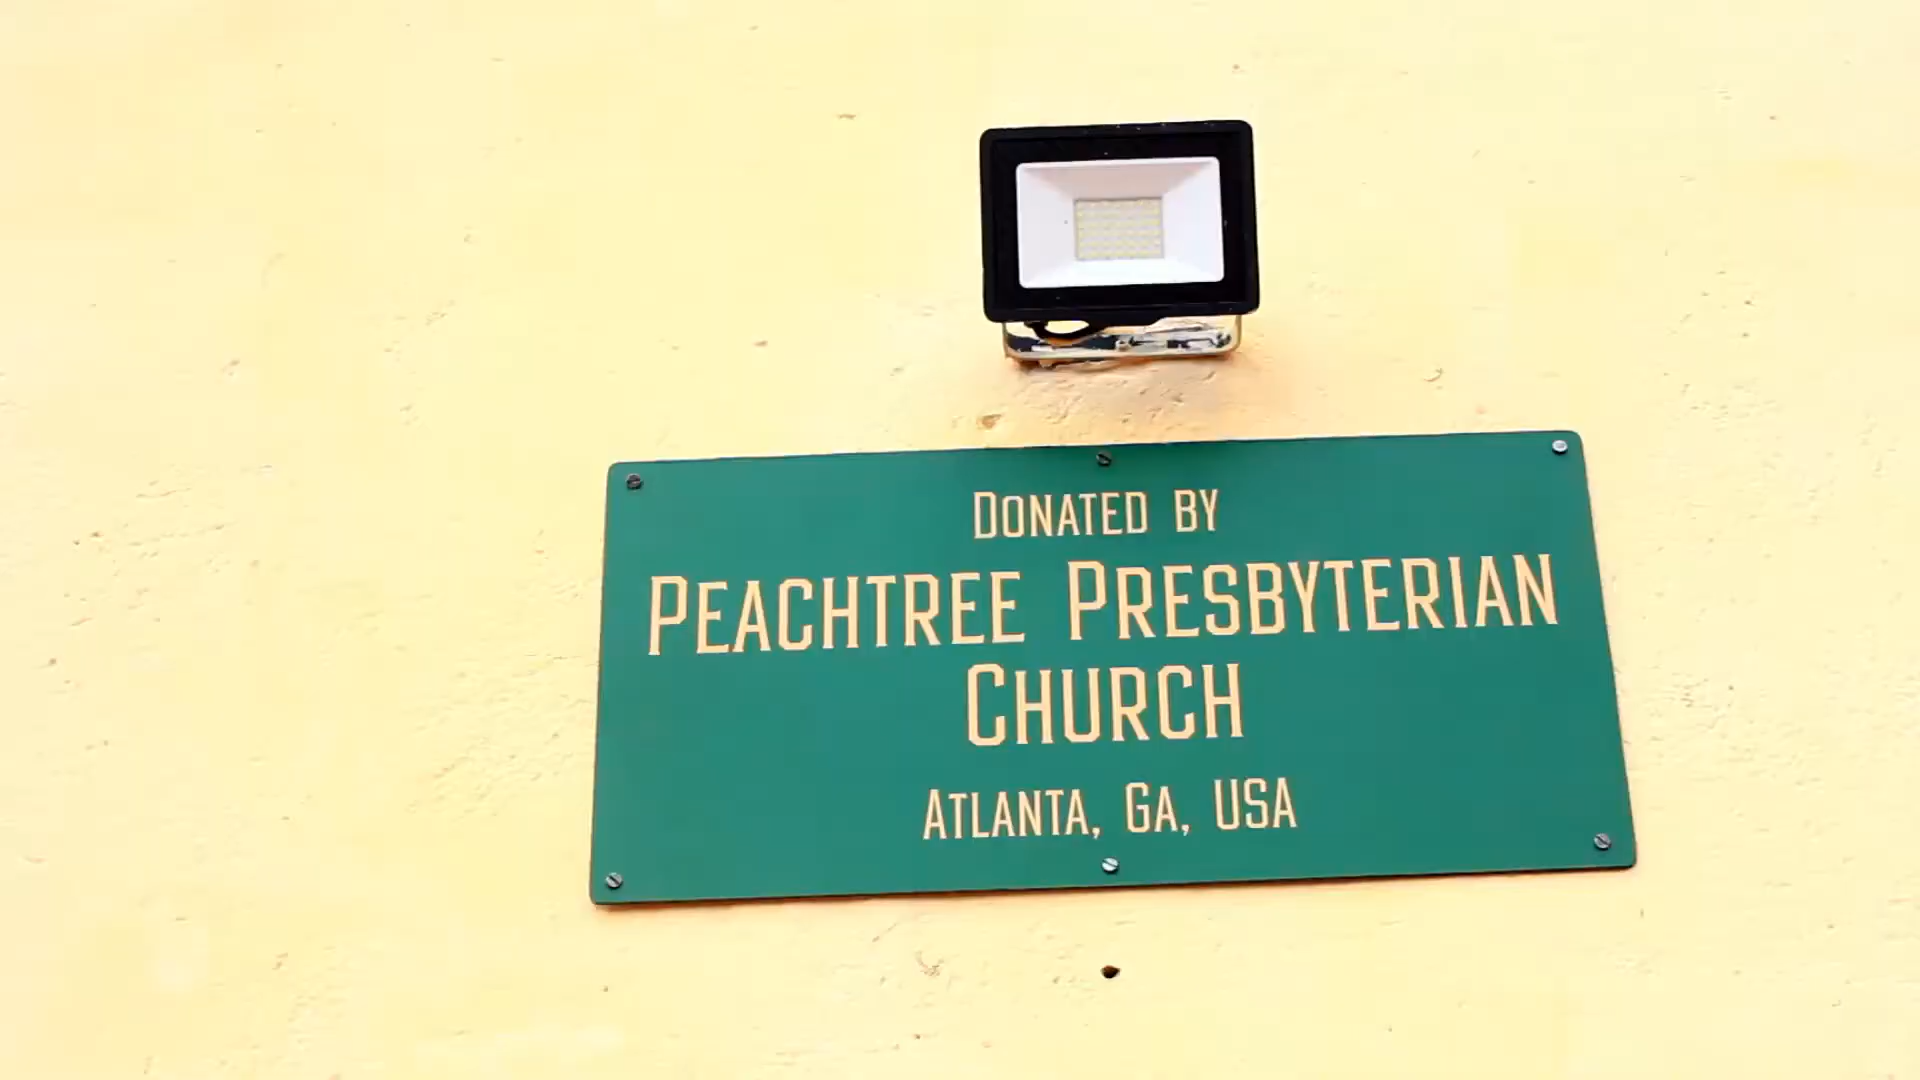 Donated by
Peachtree Presbyterian
Church
Atlanta, Ga, USA